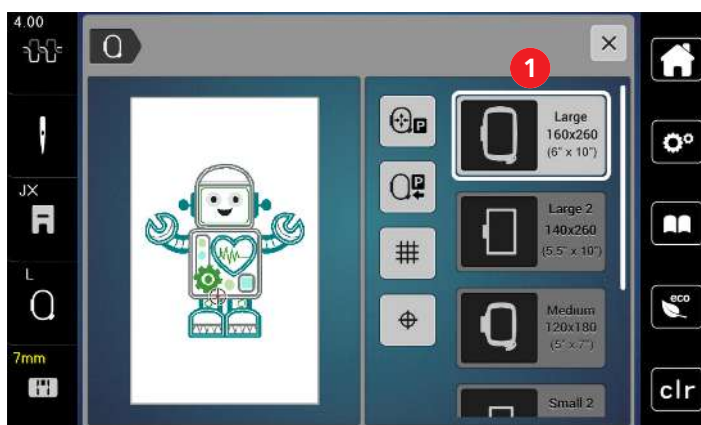 4.00
1
Large
160x260
(6" x 10")
P
JX
P
Large 2
140x260
(5.5" x 10")
L
eco
Medium
120x180
(5" x 7")
7mm
Small 2
clr